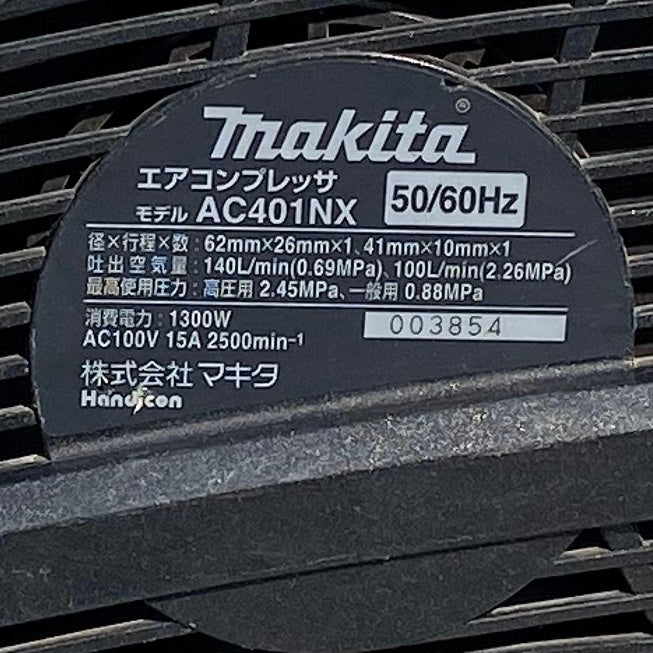 makita®
エアコンプレッサ
モデル AC401NX
50/60Hz
径×行程×数:62mm×26mm×1、41mm×10mm×1
吐出空気量:140L/min(0.69MPa)、100L/min(2.26MPa)
最高使用圧力:高圧用 2.45MPa、一般用 0.88MPa
消費電力:1300W
AC100V 15A 2500min-1
003854
株式会社 マキタ
Handicon